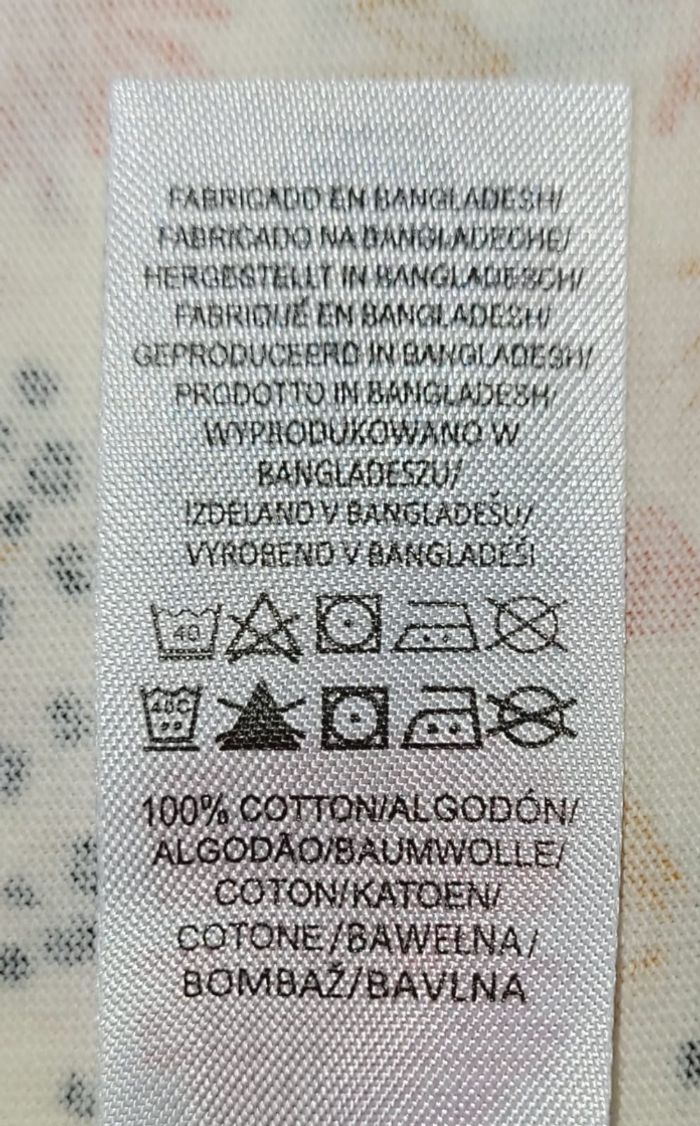 FABRICADO EN BANGLADESH/
FABRICADO NA BANGLADECHE/
HERGESTELLT IN BANGLADESCH/
FABRIQUÉ EN BANGLADESH/
GEPRODUCEERD IN BANGLADESH/
PRODOTTO IN BANGLADESH/
WYPRODUKOWANO W
BANGLADESZU/
IZDELANO V BANGLADEŠU/
VYROBENO V BANGLADÉŠI
40
40C
100% COTTON/ALGODÓN/
ALGODÃO/BAUMWOLLE/
COTON/KATOEN/
COTONE/BAWEŁNA/
BOMBAŽ/BAVLNA